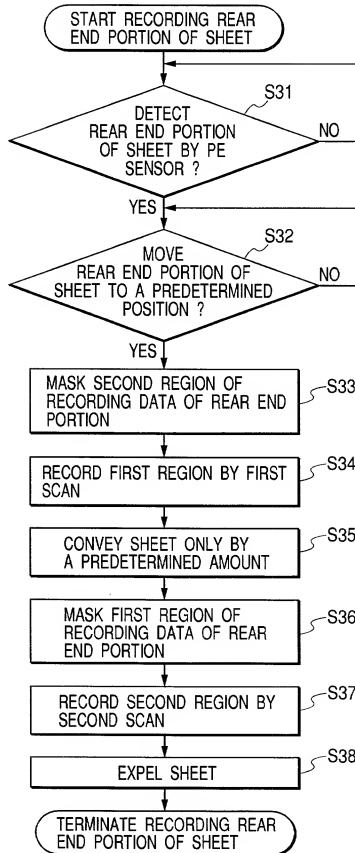 START RECORDING REAR
END PORTION OF SHEET
S31
DETECT
REAR END PORTION
OF SHEET BY PE
SENSOR ?
NO
YES
S32
MOVE
REAR END PORTION OF
SHEET TO A PREDETERMINED
POSITION ?
NO
YES
S33
MASK SECOND REGION OF
RECORDING DATA OF REAR END
PORTION
S34
RECORD FIRST REGION BY FIRST
SCAN
S35
CONVEY SHEET ONLY BY
A PREDETERMINED AMOUNT
S36
MASK FIRST REGION OF
RECORDING DATA OF REAR
END PORTION
S37
RECORD SECOND REGION BY
SECOND SCAN
S38
EXPEL SHEET
TERMINATE RECORDING REAR
END PORTION OF SHEET